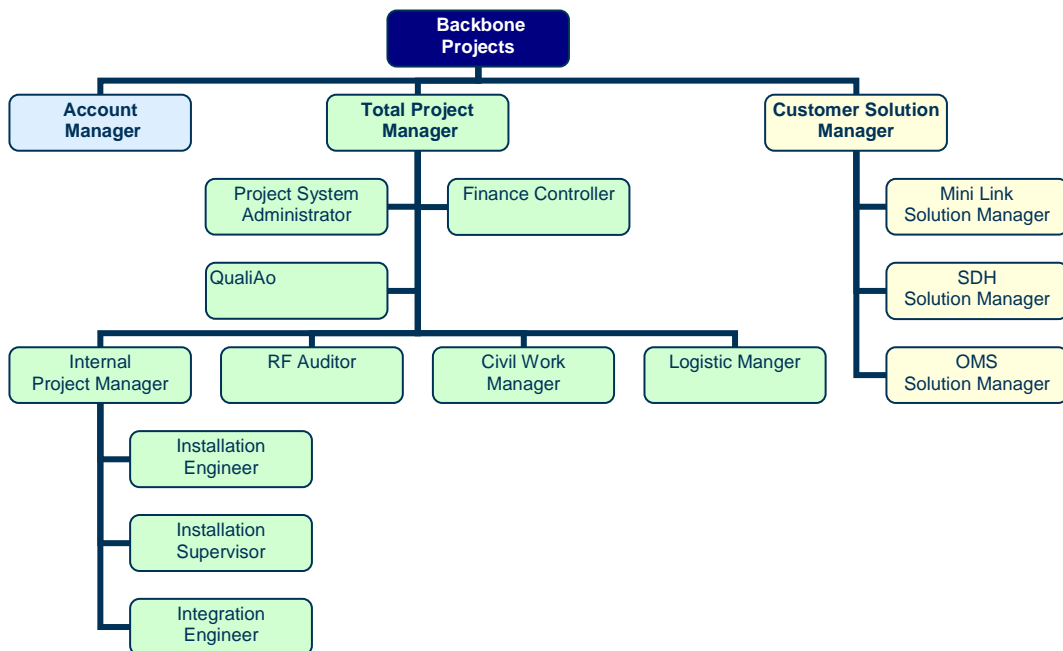 Backbone
Projects
Account
Manager
Total Project
Manager
Customer Solution
Manager
Project System
Administrator
Finance Controller
Mini Link
Solution Manager
QualiAo
SDH
Solution Manager
Internal
Project Manager
RF Auditor
Civil Work
Manager
Logistic Manger
OMS
Solution Manager
Installation
Engineer
Installation
Supervisor
Integration
Engineer